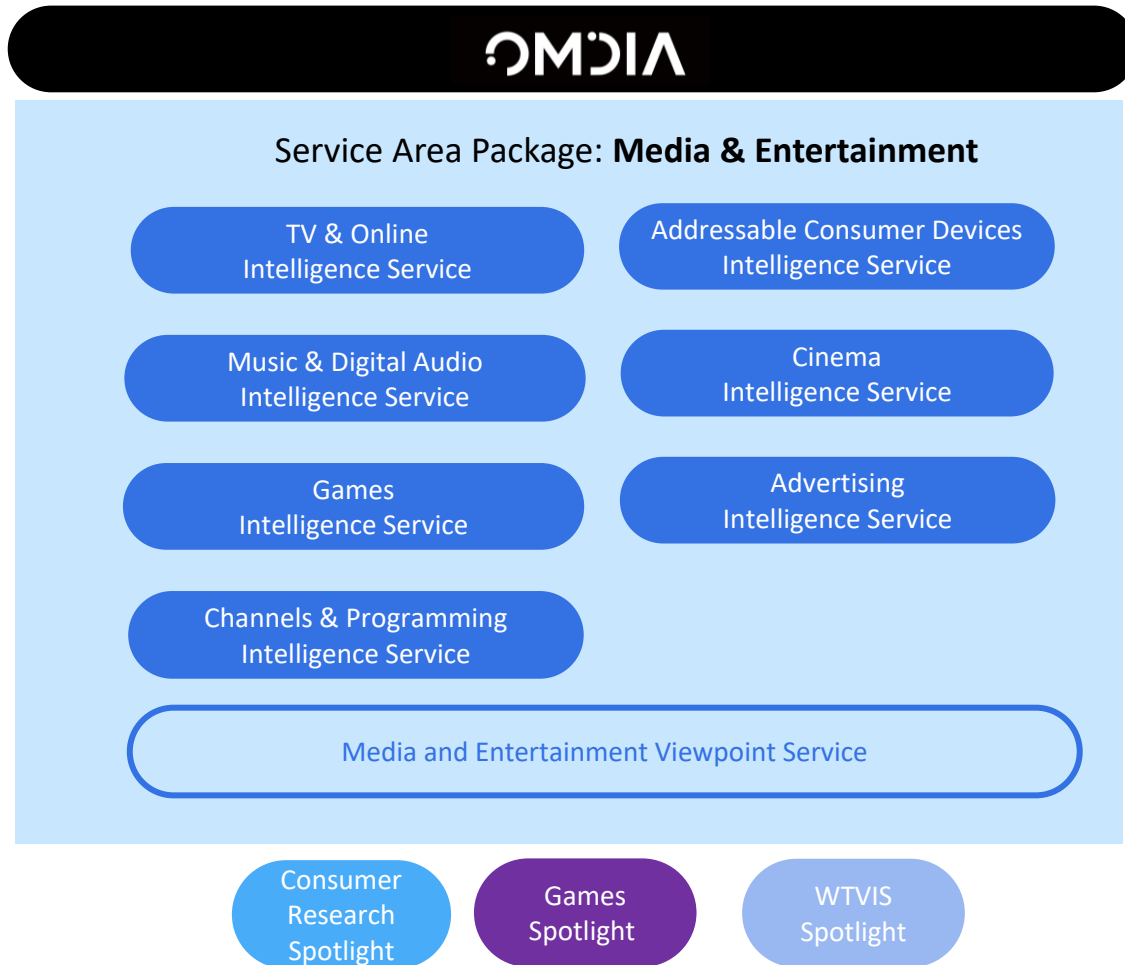 OMDIA
Service Area Package: Media & Entertainment
TV & Online
Intelligence Service
Addressable Consumer Devices
Intelligence Service
Music & Digital Audio
Intelligence Service
Cinema
Intelligence Service
Games
Intelligence Service
Advertising
Intelligence Service
Channels & Programming
Intelligence Service
Media and Entertainment Viewpoint Service
Consumer
Research
Spotlight
Games
Spotlight
WTVIS
Spotlight